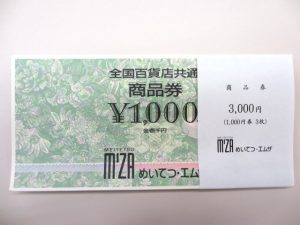 全国百貨店共通
商品券
¥1,000
金壱千円
MEITETSU
M'ZA めいてつ・エムザ
商品券
3,000円
(1,000円券 3枚)
MEITETSU
M'ZA めいてつ・エムザ